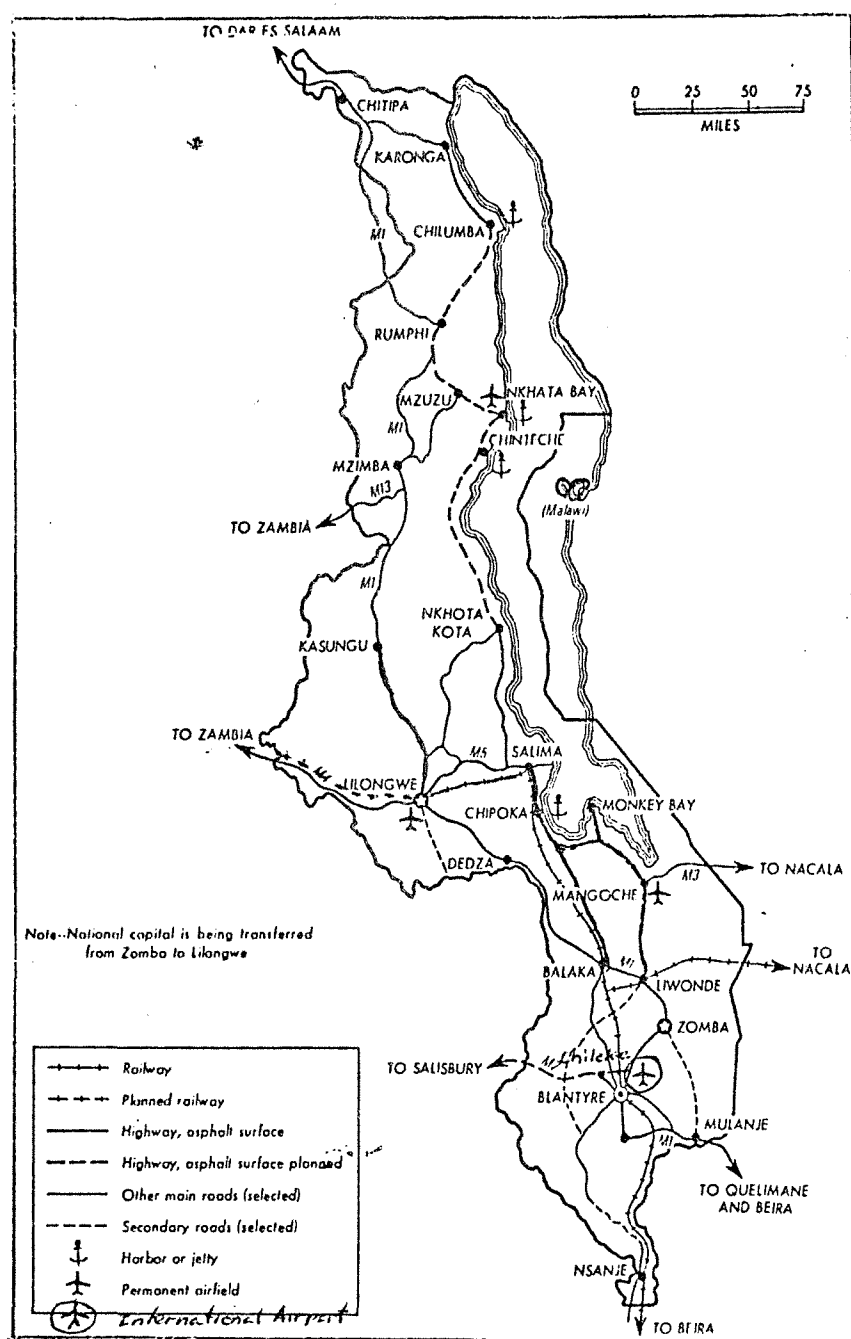 TO DAR ES SALAAM
CHITIPA
0 25 50 75
MILES
KARONGA
M1
CHILUMBA
RUMPHI
MZUZU
NKHATA BAY
M1
CHINTECHE
MZIMBA
M13
(Malawi)
TO ZAMBIA
M1
NKHOTA
KOTA
KASUNGU
TO ZAMBIA
M5
SALIMA
LILONGWE
CHIPOKA
MONKEY BAY
DEDZA
TO NACALA
M3
MANGOCHE
Note--National capital is being transferred
from Zomba to Lilongwe
TO
NACALA
BALAKA
LIWONDE
ZOMBA
TO SALISBURY
Chileka
BLANTYRE
MULANJE
M1
TO QUELIMANE
AND BEIRA
NSANJE
TO BEIRA
Railway
Planned railway
Highway, asphalt surface
Highway, asphalt surface planned
Other main roads (selected)
Secondary roads (selected)
Harbor or jetty
Permanent airfield
International Airport